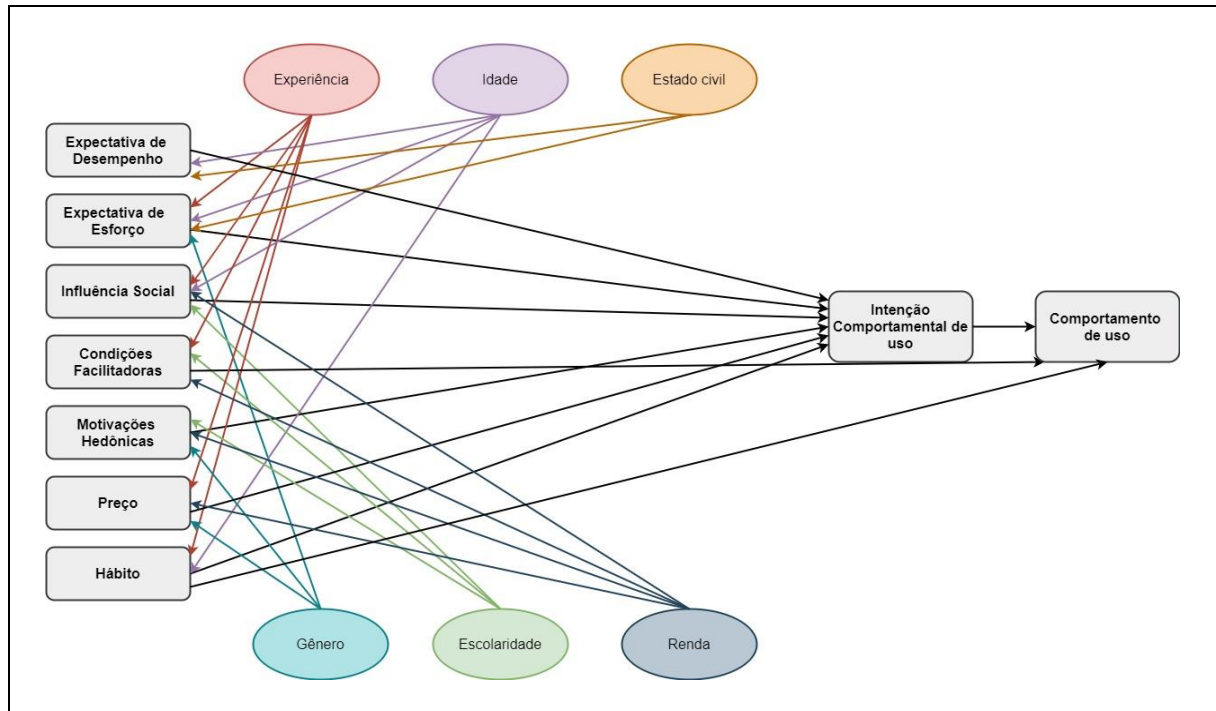 Experiência
Idade
Estado civil
Expectativa de
Desempenho
Expectativa de
Esforço
Influência Social
Condições
Facilitadoras
Motivações
Hedônicas
Preço
Hábito
Intenção
Comportamental de
uso
Comportamento
de uso
Gênero
Escolaridade
Renda